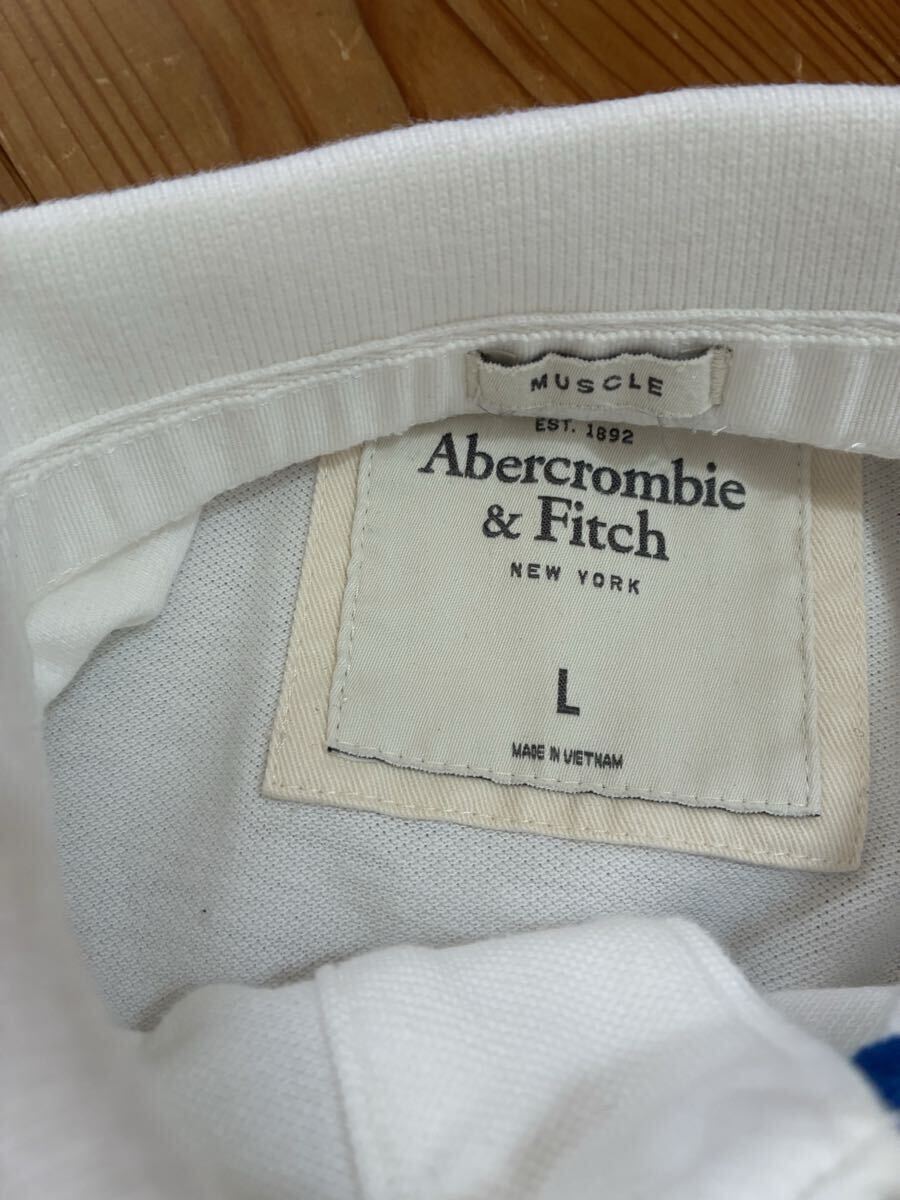 MUSCLE
EST. 1892
Abercrombie
& Fitch
NEW YORK
L
MADE IN VIETNAM